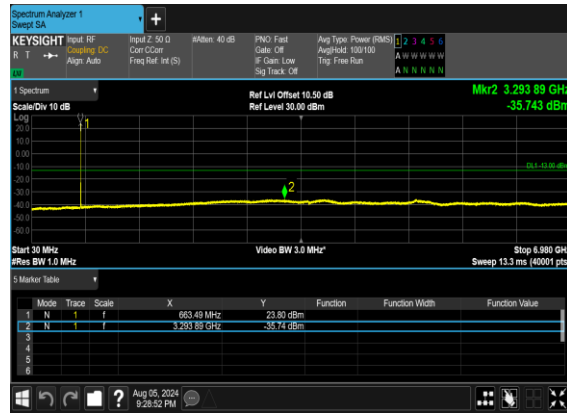 Spectrum Analyzer 1
Swept SA
KEYSIGHT Input: RF Input Z: 50 Ω #Atten: 40 dB PNO: Fast Avg Type: Power (RMS) 1 2 3 4 5 6
R T Coupling: DC Corr CCorr Gate: Off Avg|Hold: 100/100 A W W W W W
Align: Auto Freq Ref: Int (S) IF Gain: Low Trig: Free Run
Sig Track: Off A N N N N N
1 Spectrum Ref Lvl Offset 10.50 dB Mkr2 3.293 89 GHz
Scale/Div 10 dB Ref Level 30.00 dBm -35.743 dBm
Log
1
20.0
10.0
0.00
-10.0
DL1 -13.00 dBm
-20.0
2
-30.0
-40.0
-50.0
-60.0
Start 30 MHz Video BW 3.0 MHz* Stop 6.980 GHz
#Res BW 1.0 MHz Sweep 13.3 ms (40001 pts)
5 Marker Table
Mode Trace Scale X Y Function Function Width Function Value
1 N 1 f 663.49 MHz 23.80 dBm
2 N 1 f 3.293 89 GHz -35.74 dBm
3
4
5
6
? Aug 05, 2024
9:28:52 PM